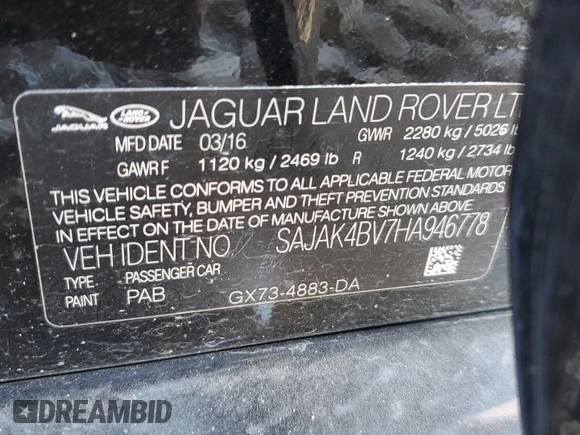 JAGUAR LAND-ROVER JAGUAR LAND ROVER LT
MFD DATE 03/16 GVWR 2280 kg / 5026 lb
GAWR F 1120 kg / 2469 lb R 1240 kg / 2734 lb
THIS VEHICLE CONFORMS TO ALL APPLICABLE FEDERAL MOTOR
VEHICLE SAFETY, BUMPER AND THEFT PREVENTION STANDARDS
IN EFFECT ON THE DATE OF MANUFACTURE SHOWN ABOVE
VEH IDENT NO SAJAK4BV7HA946778
TYPE PASSENGER CAR
PAINT PAB GX73-4883-DA
DREAMBID